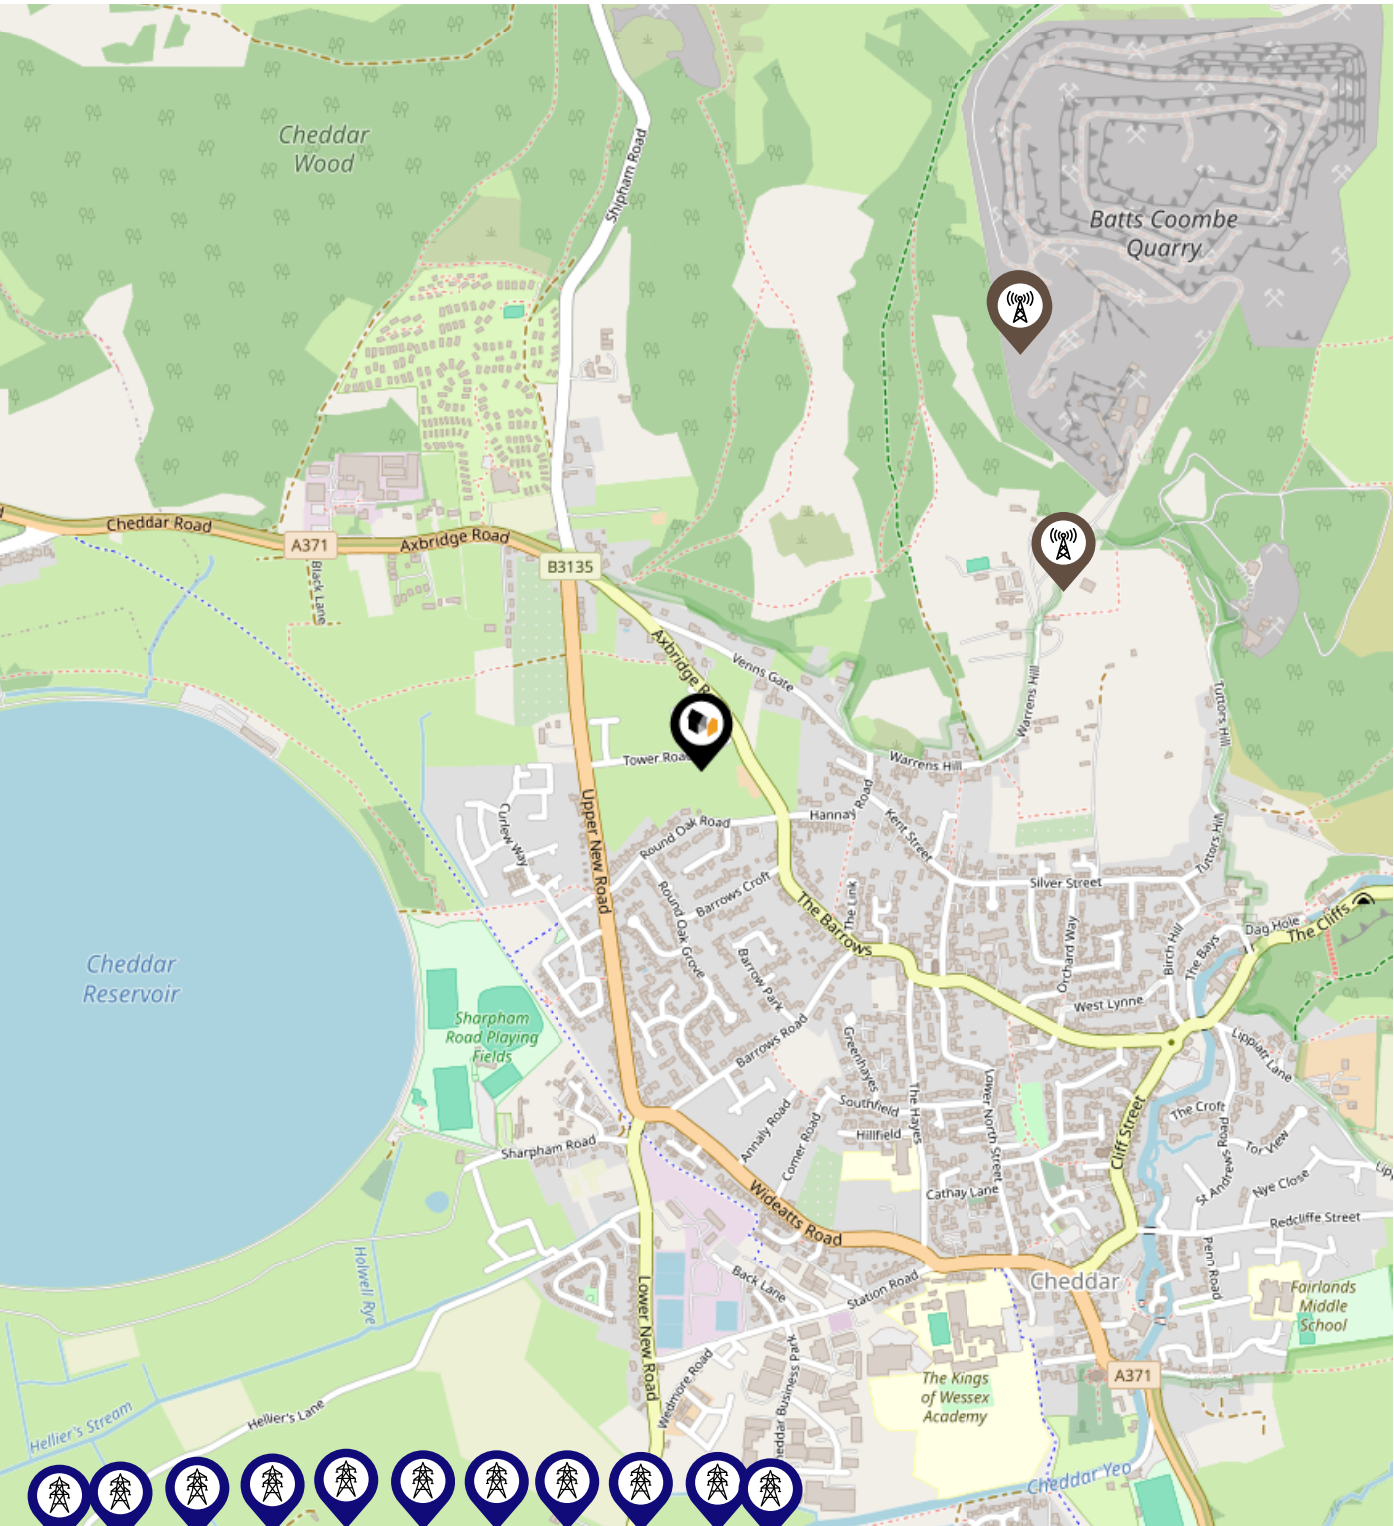 Cheddar
Wood
Shipham Road
Batts Coombe
Quarry
Cheddar Road
A371
Axbridge Road
B3135
Black Lane
Axbridge R
Venns Gate
Warrens Hill
Tuttors Hill
Tower Road
Warrens Hill
Upper New Road
Curlew Way
Round Oak Road
Hannay Road
Kent Street
Tuttors Hill
Silver Street
Barrows Croft
Round Oak Grove
The Link
The Barrows
Orchard Way
Birch Hill
The Bays
Dag Hole
The Cliffs
Cheddar
Reservoir
Barrow Park
West Lynne
Sharpham
Road Playing
Fields
Barrows Road
Greenhayes
Lippiatt Lane
The Hayes
Lower North Street
Southfield
Hillfield
Annaly Road
Corner Road
Cliff Street
The Croft
St Andrews Road
Tor View
Nye Close
Lipp
Sharpham Road
Cathay Lane
Wideatts Road
Redcliffe Street
Penn Road
Holwell Rye
Back Lane
Station Road
Cheddar
Fairlands
Middle
School
Lower New Road
Wedmore Road
heddar Business Park
A371
The Kings
of Wessex
Academy
Hellier's Lane
Hellier's Stream
Cheddar Yeo